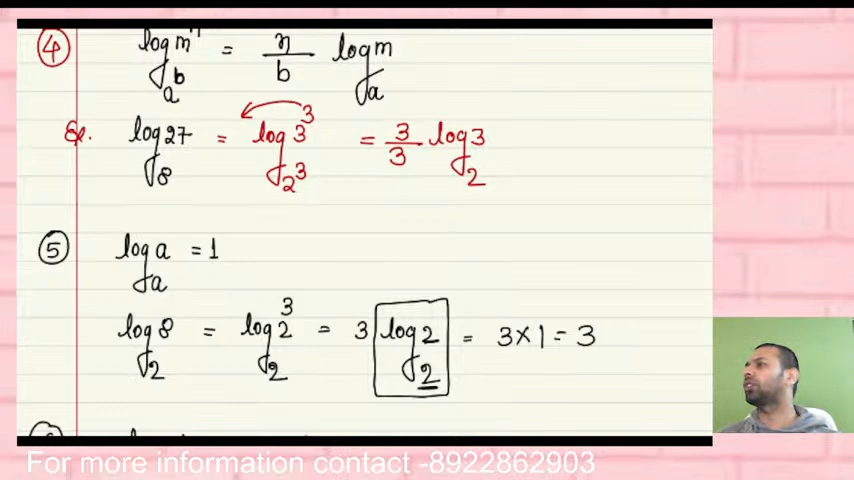 ④ log_{a^b} m^n = n/b log_a m
Ex. log_8 27 = log_{2^3} 3^3 = 3/3 log_2 3
⑤ log_a a = 1
log_2 8 = log_2 2^3 = 3 log_2 2 = 3×1 = 3
For more information contact -8922862903